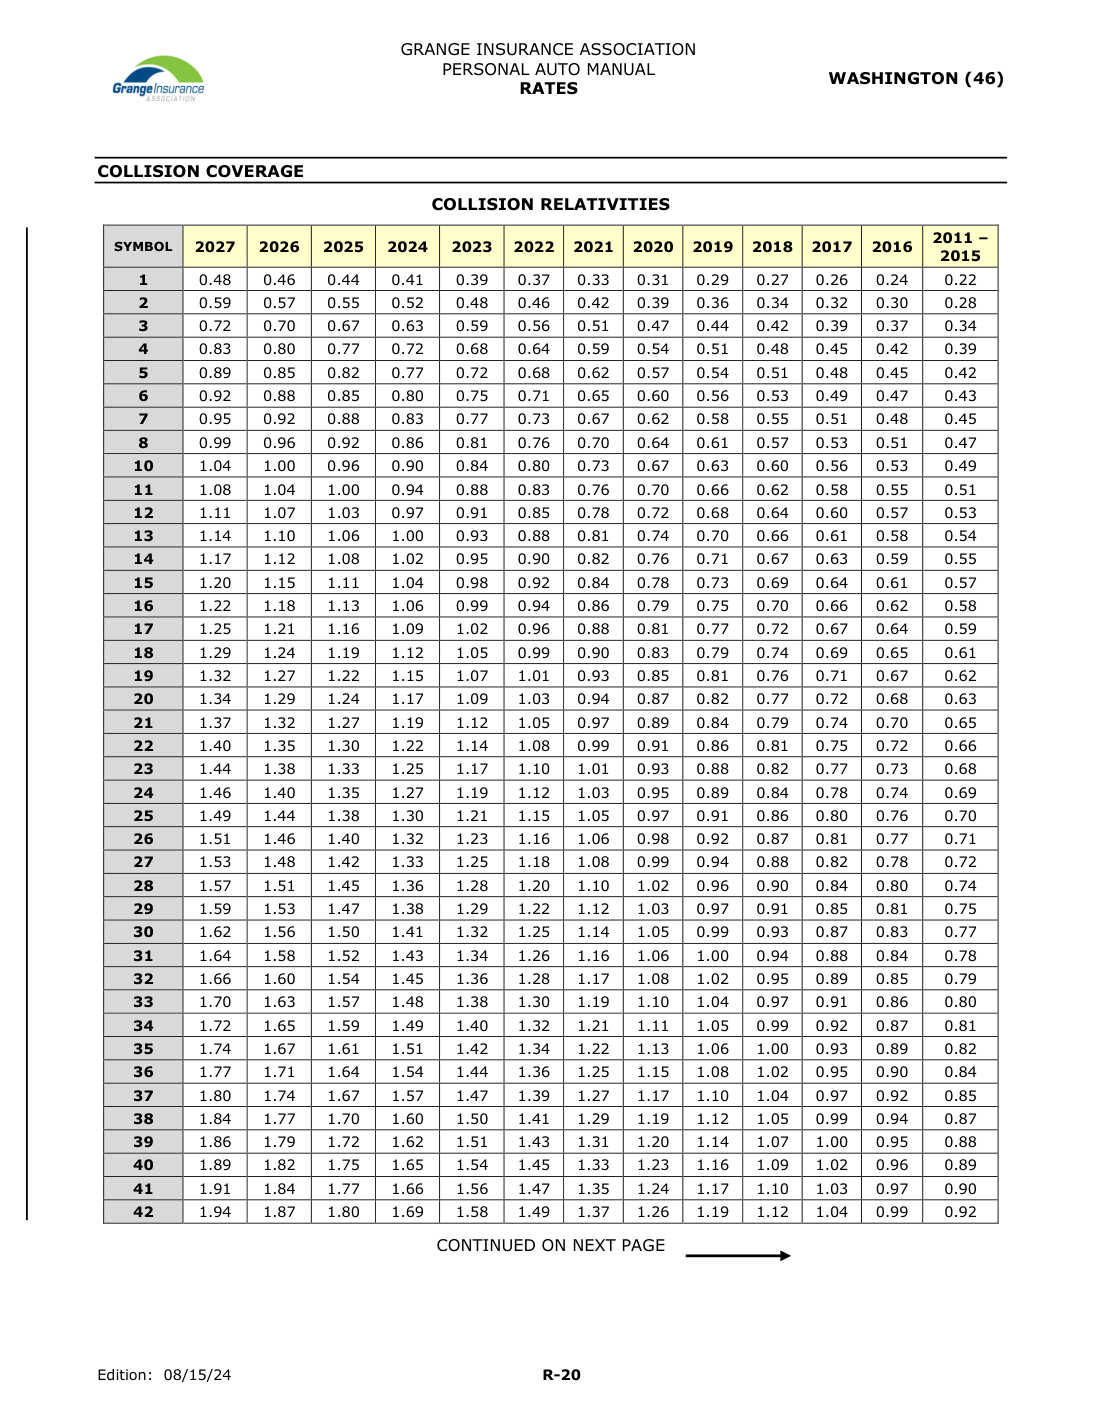 GrangeInsurance
ASSOCIATION
GRANGE INSURANCE ASSOCIATION
PERSONAL AUTO MANUAL
RATES
WASHINGTON (46)
COLLISION COVERAGE
COLLISION RELATIVITIES
SYMBOL 2027 2026 2025 2024 2023 2022 2021 2020 2019 2018 2017 2016 2011 – 2015
1 0.48 0.46 0.44 0.41 0.39 0.37 0.33 0.31 0.29 0.27 0.26 0.24 0.22
2 0.59 0.57 0.55 0.52 0.48 0.46 0.42 0.39 0.36 0.34 0.32 0.30 0.28
3 0.72 0.70 0.67 0.63 0.59 0.56 0.51 0.47 0.44 0.42 0.39 0.37 0.34
4 0.83 0.80 0.77 0.72 0.68 0.64 0.59 0.54 0.51 0.48 0.45 0.42 0.39
5 0.89 0.85 0.82 0.77 0.72 0.68 0.62 0.57 0.54 0.51 0.48 0.45 0.42
6 0.92 0.88 0.85 0.80 0.75 0.71 0.65 0.60 0.56 0.53 0.49 0.47 0.43
7 0.95 0.92 0.88 0.83 0.77 0.73 0.67 0.62 0.58 0.55 0.51 0.48 0.45
8 0.99 0.96 0.92 0.86 0.81 0.76 0.70 0.64 0.61 0.57 0.53 0.51 0.47
10 1.04 1.00 0.96 0.90 0.84 0.80 0.73 0.67 0.63 0.60 0.56 0.53 0.49
11 1.08 1.04 1.00 0.94 0.88 0.83 0.76 0.70 0.66 0.62 0.58 0.55 0.51
12 1.11 1.07 1.03 0.97 0.91 0.85 0.78 0.72 0.68 0.64 0.60 0.57 0.53
13 1.14 1.10 1.06 1.00 0.93 0.88 0.81 0.74 0.70 0.66 0.61 0.58 0.54
14 1.17 1.12 1.08 1.02 0.95 0.90 0.82 0.76 0.71 0.67 0.63 0.59 0.55
15 1.20 1.15 1.11 1.04 0.98 0.92 0.84 0.78 0.73 0.69 0.64 0.61 0.57
16 1.22 1.18 1.13 1.06 0.99 0.94 0.86 0.79 0.75 0.70 0.66 0.62 0.58
17 1.25 1.21 1.16 1.09 1.02 0.96 0.88 0.81 0.77 0.72 0.67 0.64 0.59
18 1.29 1.24 1.19 1.12 1.05 0.99 0.90 0.83 0.79 0.74 0.69 0.65 0.61
19 1.32 1.27 1.22 1.15 1.07 1.01 0.93 0.85 0.81 0.76 0.71 0.67 0.62
20 1.34 1.29 1.24 1.17 1.09 1.03 0.94 0.87 0.82 0.77 0.72 0.68 0.63
21 1.37 1.32 1.27 1.19 1.12 1.05 0.97 0.89 0.84 0.79 0.74 0.70 0.65
22 1.40 1.35 1.30 1.22 1.14 1.08 0.99 0.91 0.86 0.81 0.75 0.72 0.66
23 1.44 1.38 1.33 1.25 1.17 1.10 1.01 0.93 0.88 0.82 0.77 0.73 0.68
24 1.46 1.40 1.35 1.27 1.19 1.12 1.03 0.95 0.89 0.84 0.78 0.74 0.69
25 1.49 1.44 1.38 1.30 1.21 1.15 1.05 0.97 0.91 0.86 0.80 0.76 0.70
26 1.51 1.46 1.40 1.32 1.23 1.16 1.06 0.98 0.92 0.87 0.81 0.77 0.71
27 1.53 1.48 1.42 1.33 1.25 1.18 1.08 0.99 0.94 0.88 0.82 0.78 0.72
28 1.57 1.51 1.45 1.36 1.28 1.20 1.10 1.02 0.96 0.90 0.84 0.80 0.74
29 1.59 1.53 1.47 1.38 1.29 1.22 1.12 1.03 0.97 0.91 0.85 0.81 0.75
30 1.62 1.56 1.50 1.41 1.32 1.25 1.14 1.05 0.99 0.93 0.87 0.83 0.77
31 1.64 1.58 1.52 1.43 1.34 1.26 1.16 1.06 1.00 0.94 0.88 0.84 0.78
32 1.66 1.60 1.54 1.45 1.36 1.28 1.17 1.08 1.02 0.95 0.89 0.85 0.79
33 1.70 1.63 1.57 1.48 1.38 1.30 1.19 1.10 1.04 0.97 0.91 0.86 0.80
34 1.72 1.65 1.59 1.49 1.40 1.32 1.21 1.11 1.05 0.99 0.92 0.87 0.81
35 1.74 1.67 1.61 1.51 1.42 1.34 1.22 1.13 1.06 1.00 0.93 0.89 0.82
36 1.77 1.71 1.64 1.54 1.44 1.36 1.25 1.15 1.08 1.02 0.95 0.90 0.84
37 1.80 1.74 1.67 1.57 1.47 1.39 1.27 1.17 1.10 1.04 0.97 0.92 0.85
38 1.84 1.77 1.70 1.60 1.50 1.41 1.29 1.19 1.12 1.05 0.99 0.94 0.87
39 1.86 1.79 1.72 1.62 1.51 1.43 1.31 1.20 1.14 1.07 1.00 0.95 0.88
40 1.89 1.82 1.75 1.65 1.54 1.45 1.33 1.23 1.16 1.09 1.02 0.96 0.89
41 1.91 1.84 1.77 1.66 1.56 1.47 1.35 1.24 1.17 1.10 1.03 0.97 0.90
42 1.94 1.87 1.80 1.69 1.58 1.49 1.37 1.26 1.19 1.12 1.04 0.99 0.92
CONTINUED ON NEXT PAGE
Edition: 08/15/24
R-20